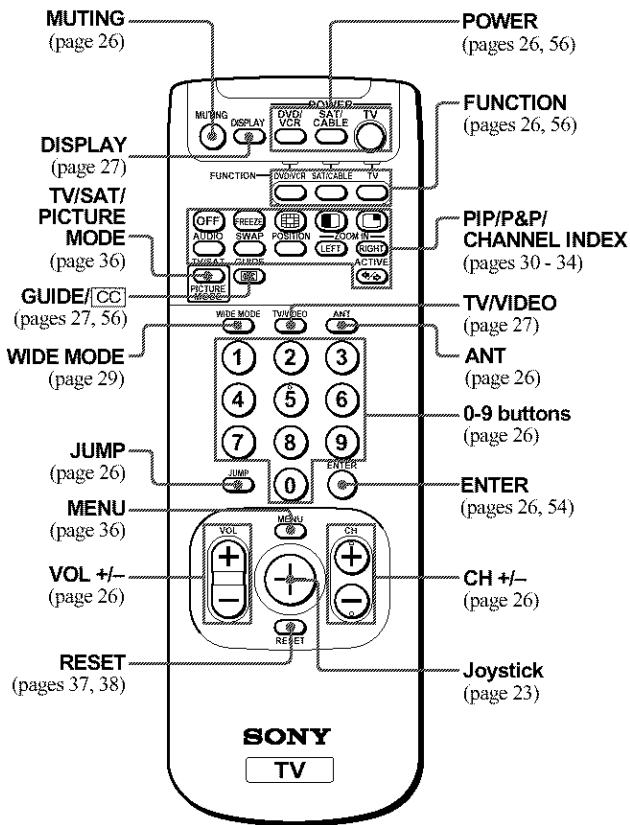 MUTING
(page 26)
DISPLAY
(page 27)
TV/SAT/
PICTURE
MODE
(page 36)
GUIDE/CC
(pages 27, 56)
WIDE MODE
(page 29)
JUMP
(page 26)
MENU
(page 36)
VOL +/–
(page 26)
RESET
(pages 37, 38)
POWER
(pages 26, 56)
FUNCTION
(pages 26, 56)
PIP/P&P/
CHANNEL INDEX
(pages 30 - 34)
TV/VIDEO
(page 27)
ANT
(page 26)
0-9 buttons
(page 26)
ENTER
(pages 26, 54)
CH +/–
(page 26)
Joystick
(page 23)
POWER
MUTING DISPLAY DVD/VCR SAT/CABLE TV
FUNCTION DVD/VCR SAT/CABLE TV
OFF FREEZE
AUDIO SWAP POSITION ZOOM IN
LEFT RIGHT
TV/SAT GUIDE ACTIVE
PICTURE
MODE
WIDE MODE TV/VIDEO ANT
1 2 3
4 5 6
7 8 9
JUMP 0 ENTER
VOL MENU CH
+ +
– –
RESET
SONY
TV